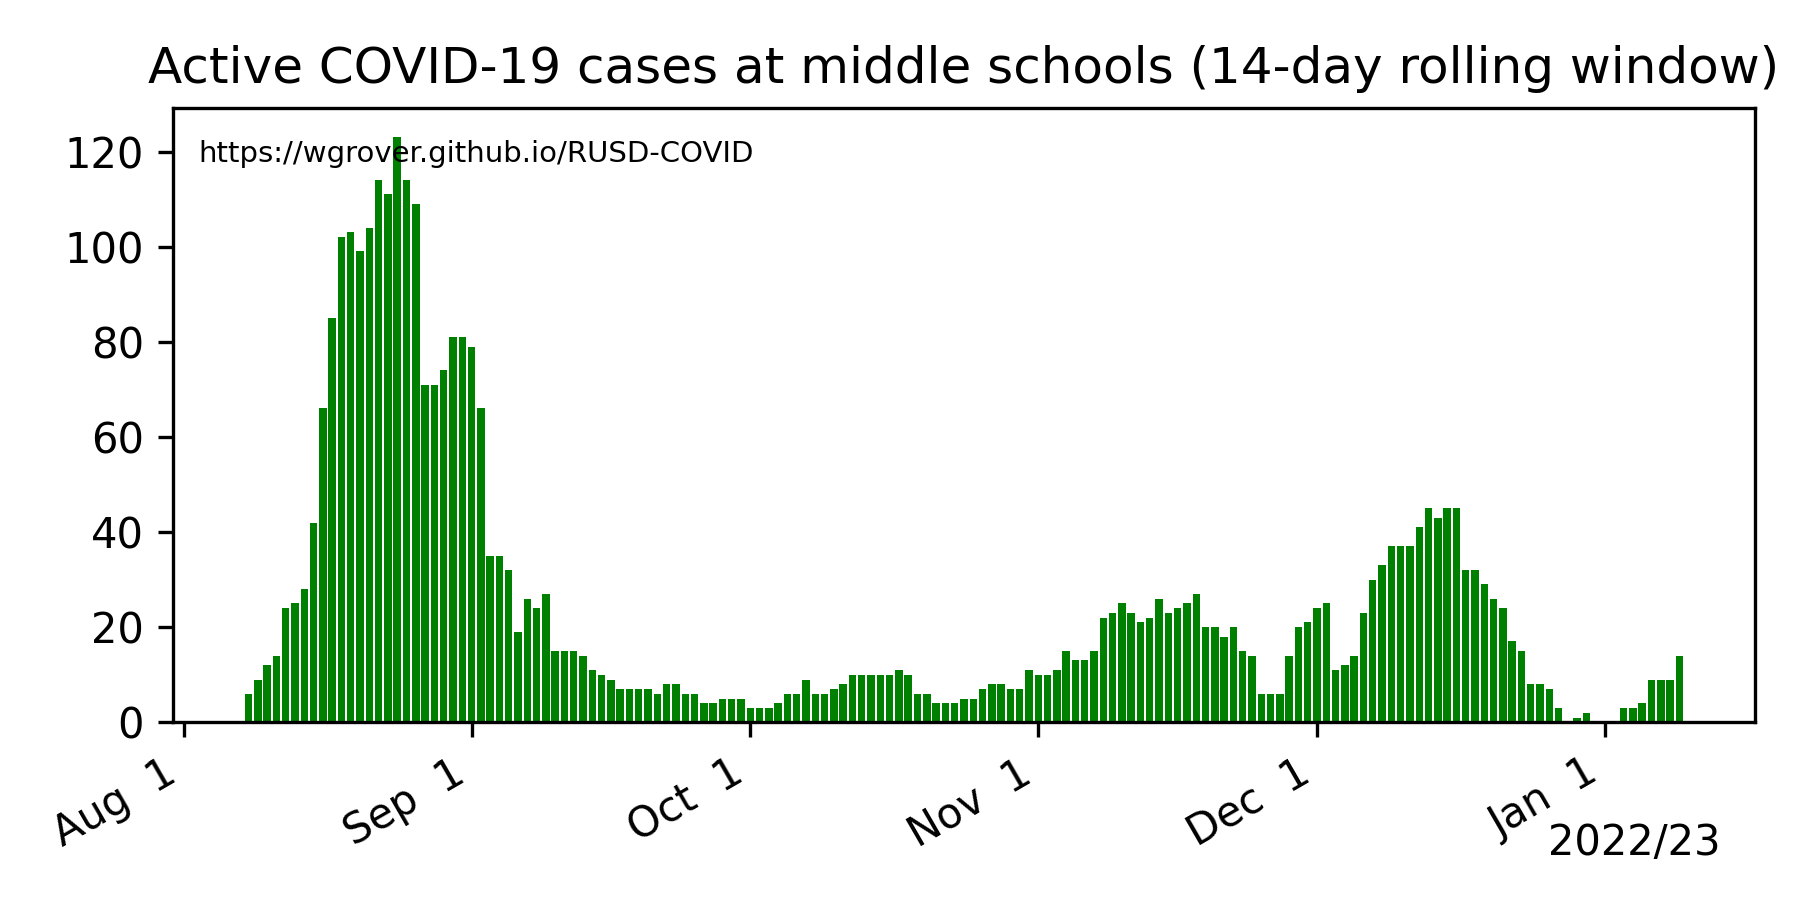 Active COVID-19 cases at middle schools (14-day rolling window)
https://wgrover.github.io/RUSD-COVID
120
100
80
60
40
20
0
Aug 1
Sep 1
Oct 1
Nov 1
Dec 1
Jan 1
2022/23